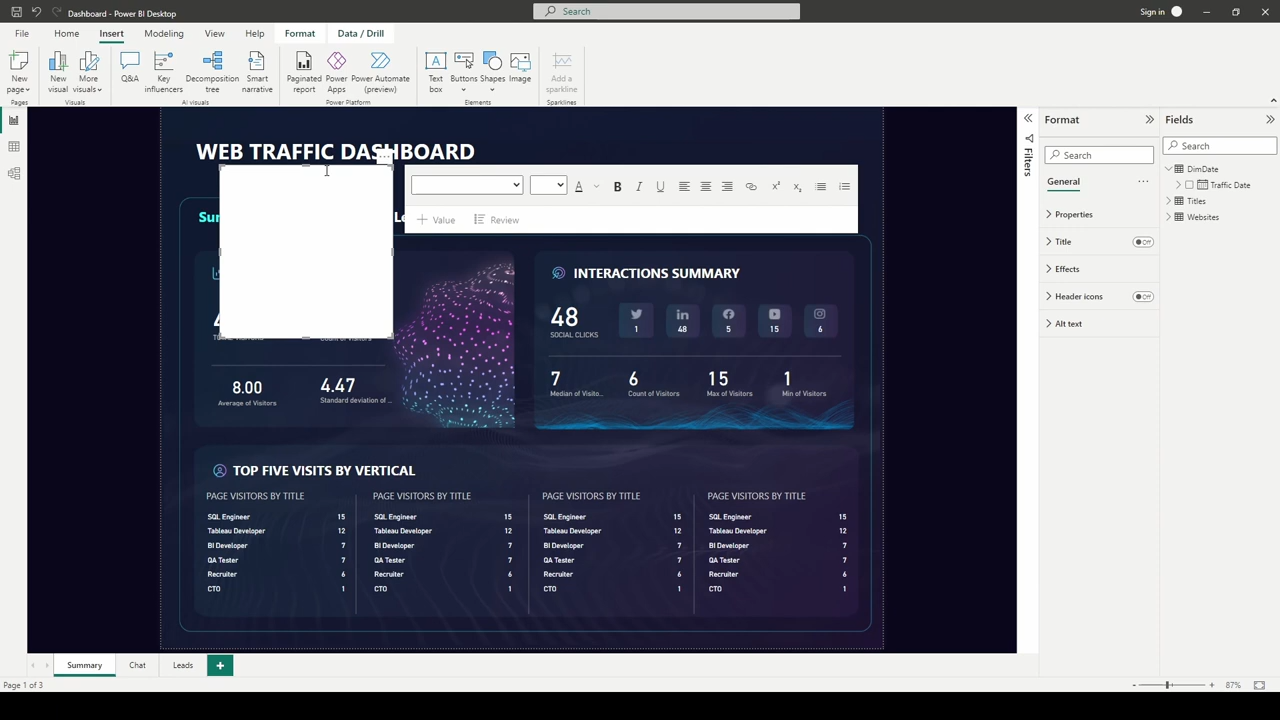 Dashboard - Power BI Desktop
Search
Sign in
File
Home
Insert
Modeling
View
Help
Format
Data / Drill
New page
New visual
More visuals
Q&A
Key influencers
Decomposition tree
Smart narrative
Paginated report
Power Apps
Power Automate (preview)
Text box
Buttons
Shapes
Image
Add a sparkline
Pages
Visuals
AI visuals
Power Platform
Elements
Sparklines
WEB TRAFFIC DASHBOARD
B I U
Value
Review
INTERACTIONS SUMMARY
48
SOCIAL CLICKS
1
48
5
15
6
7
Median of Visito...
6
Count of Visitors
15
Max of Visitors
1
Min of Visitors
8.00
Average of Visitors
4.47
Standard deviation of ...
TOP FIVE VISITS BY VERTICAL
PAGE VISITORS BY TITLE
SQL Engineer 15
Tableau Developer 12
BI Developer 7
QA Tester 7
Recruiter 6
CTO 1
PAGE VISITORS BY TITLE
SQL Engineer 15
Tableau Developer 12
BI Developer 7
QA Tester 7
Recruiter 6
CTO 1
PAGE VISITORS BY TITLE
SQL Engineer 15
Tableau Developer 12
BI Developer 7
QA Tester 7
Recruiter 6
CTO 1
PAGE VISITORS BY TITLE
SQL Engineer 15
Tableau Developer 12
BI Developer 7
QA Tester 7
Recruiter 6
CTO 1
Filters
Format
Search
General
Properties
Title
Off
Effects
Header icons
Off
Alt text
Fields
Search
DimDate
Traffic Date
Titles
Websites
Summary
Chat
Leads
Page 1 of 3
87%